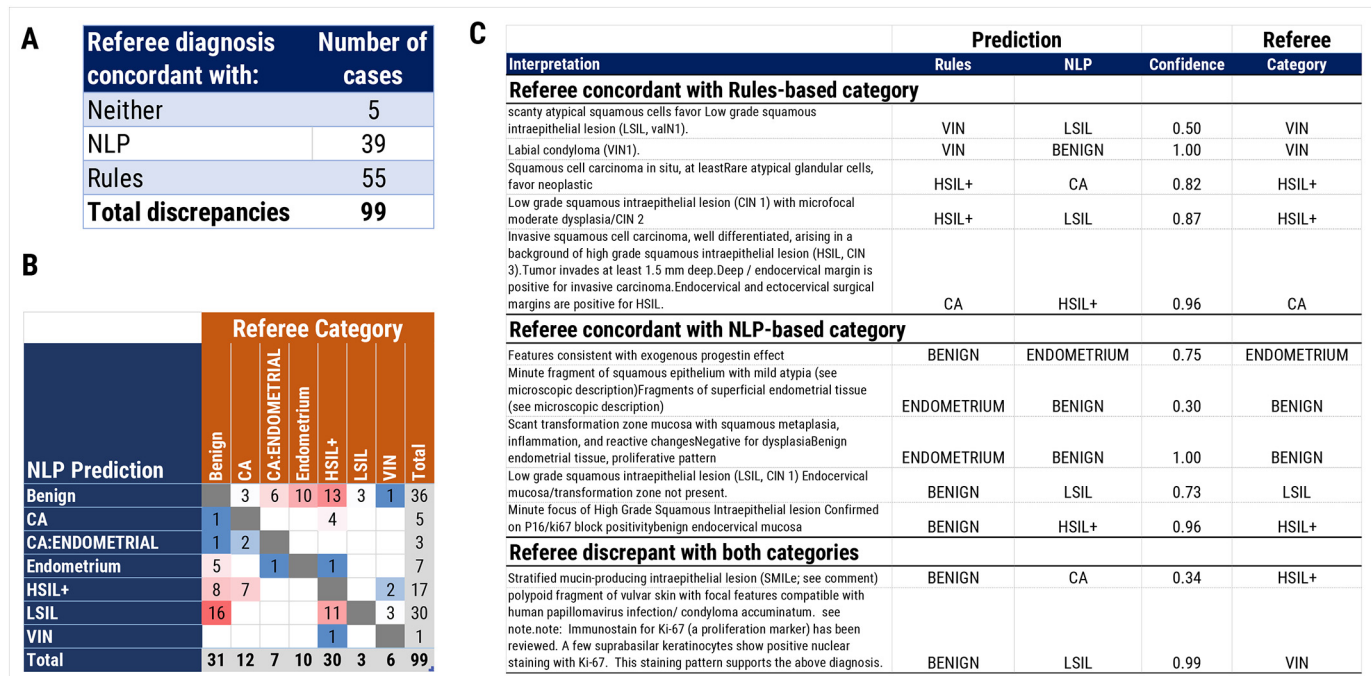 A
Referee diagnosis concordant with: Number of cases
Neither 5
NLP 39
Rules 55
Total discrepancies 99
B
Referee Category
NLP Prediction Benign CA CA:ENDOMETRIAL Endometrium HSIL+ LSIL VIN Total
Benign 3 6 10 13 3 1 36
CA 1 4 5
CA:ENDOMETRIAL 1 2 3
Endometrium 5 1 1 7
HSIL+ 8 7 2 17
LSIL 16 11 3 30
VIN 1 1
Total 31 12 7 10 30 3 6 99
C
Prediction Referee
Interpretation Rules NLP Confidence Category
Referee concordant with Rules-based category
scanty atypical squamous cells favor Low grade squamous
intraepithelial lesion (LSIL, vaIN1). VIN LSIL 0.50 VIN
Labial condyloma (VIN1). VIN BENIGN 1.00 VIN
Squamous cell carcinoma in situ, at leastRare atypical glandular cells,
favor neoplastic HSIL+ CA 0.82 HSIL+
Low grade squamous intraepithelial lesion (CIN 1) with microfocal
moderate dysplasia/CIN 2 HSIL+ LSIL 0.87 HSIL+
Invasive squamous cell carcinoma, well differentiated, arising in a
background of high grade squamous intraepithelial lesion (HSIL, CIN
3).Tumor invades at least 1.5 mm deep.Deep / endocervical margin is
positive for invasive carcinoma.Endocervical and ectocervical surgical
margins are positive for HSIL. CA HSIL+ 0.96 CA
Referee concordant with NLP-based category
Features consistent with exogenous progestin effect BENIGN ENDOMETRIUM 0.75 ENDOMETRIUM
Minute fragment of squamous epithelium with mild atypia (see
microscopic description)Fragments of superficial endometrial tissue
(see microscopic description) ENDOMETRIUM BENIGN 0.30 BENIGN
Scant transformation zone mucosa with squamous metaplasia,
inflammation, and reactive changesNegative for dysplasiaBenign
endometrial tissue, proliferative pattern ENDOMETRIUM BENIGN 1.00 BENIGN
Low grade squamous intraepithelial lesion (LSIL, CIN 1) Endocervical
mucosa/transformation zone not present. BENIGN LSIL 0.73 LSIL
Minute focus of High Grade Squamous Intraepithelial lesion Confirmed
on P16/ki67 block positivitybenign endocervical mucosa BENIGN HSIL+ 0.96 HSIL+
Referee discrepant with both categories
Stratified mucin-producing intraepithelial lesion (SMILe; see comment) BENIGN CA 0.34 HSIL+
polypoid fragment of vulvar skin with focal features compatible with
human papillomavirus infection/ condyloma accuminatum. see
note.note: Immunostain for Ki-67 (a proliferation marker) has been
reviewed. A few suprabasilar keratinocytes show positive nuclear
staining with Ki-67. This staining pattern supports the above diagnosis. BENIGN LSIL 0.99 VIN